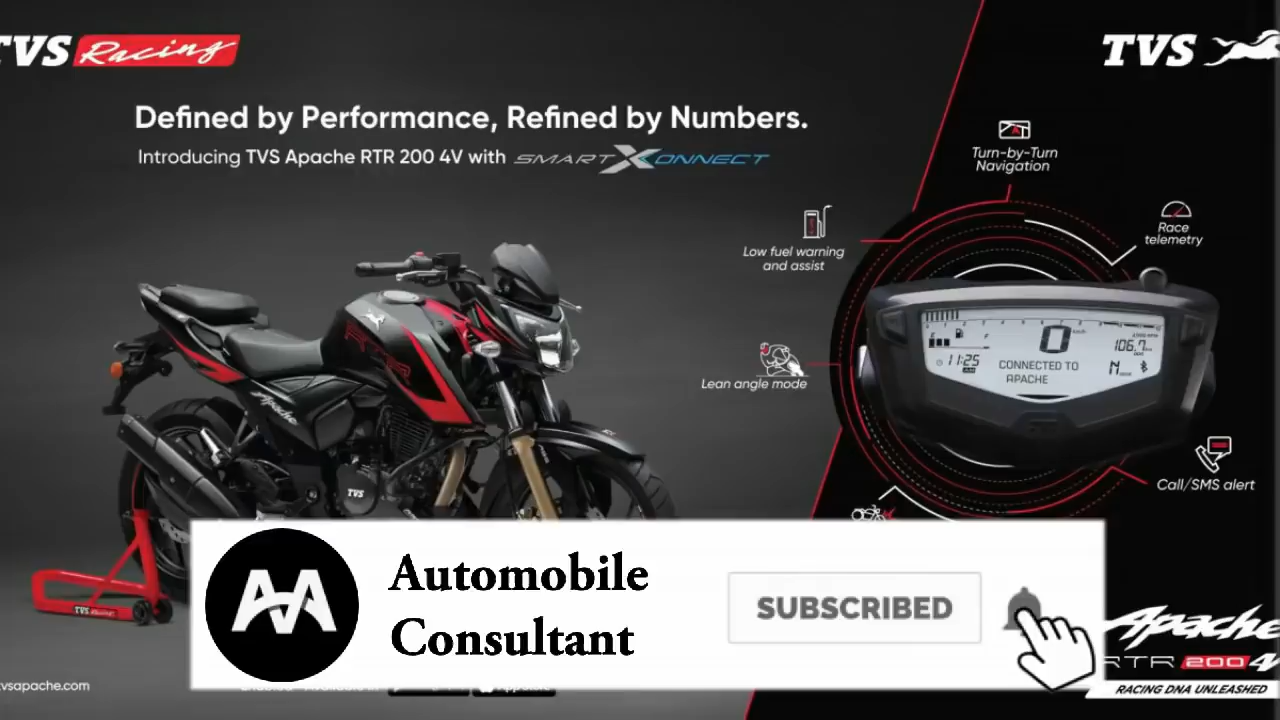 TVS Racing
TVS
Defined by Performance, Refined by Numbers.
Introducing TVS Apache RTR 200 4V with SMARTXONNECT
Turn-by-Turn
Navigation
Race
telemetry
Low fuel warning
and assist
Lean angle mode
11:25
0
106.7
N
CONNECTED TO
APACHE
Call/SMS alert
Apache
TVS
TVS Racing
Automobile
Consultant
SUBSCRIBED
Apache
RTR 200 4V
RACING DNA UNLEASHED
tvsapache.com